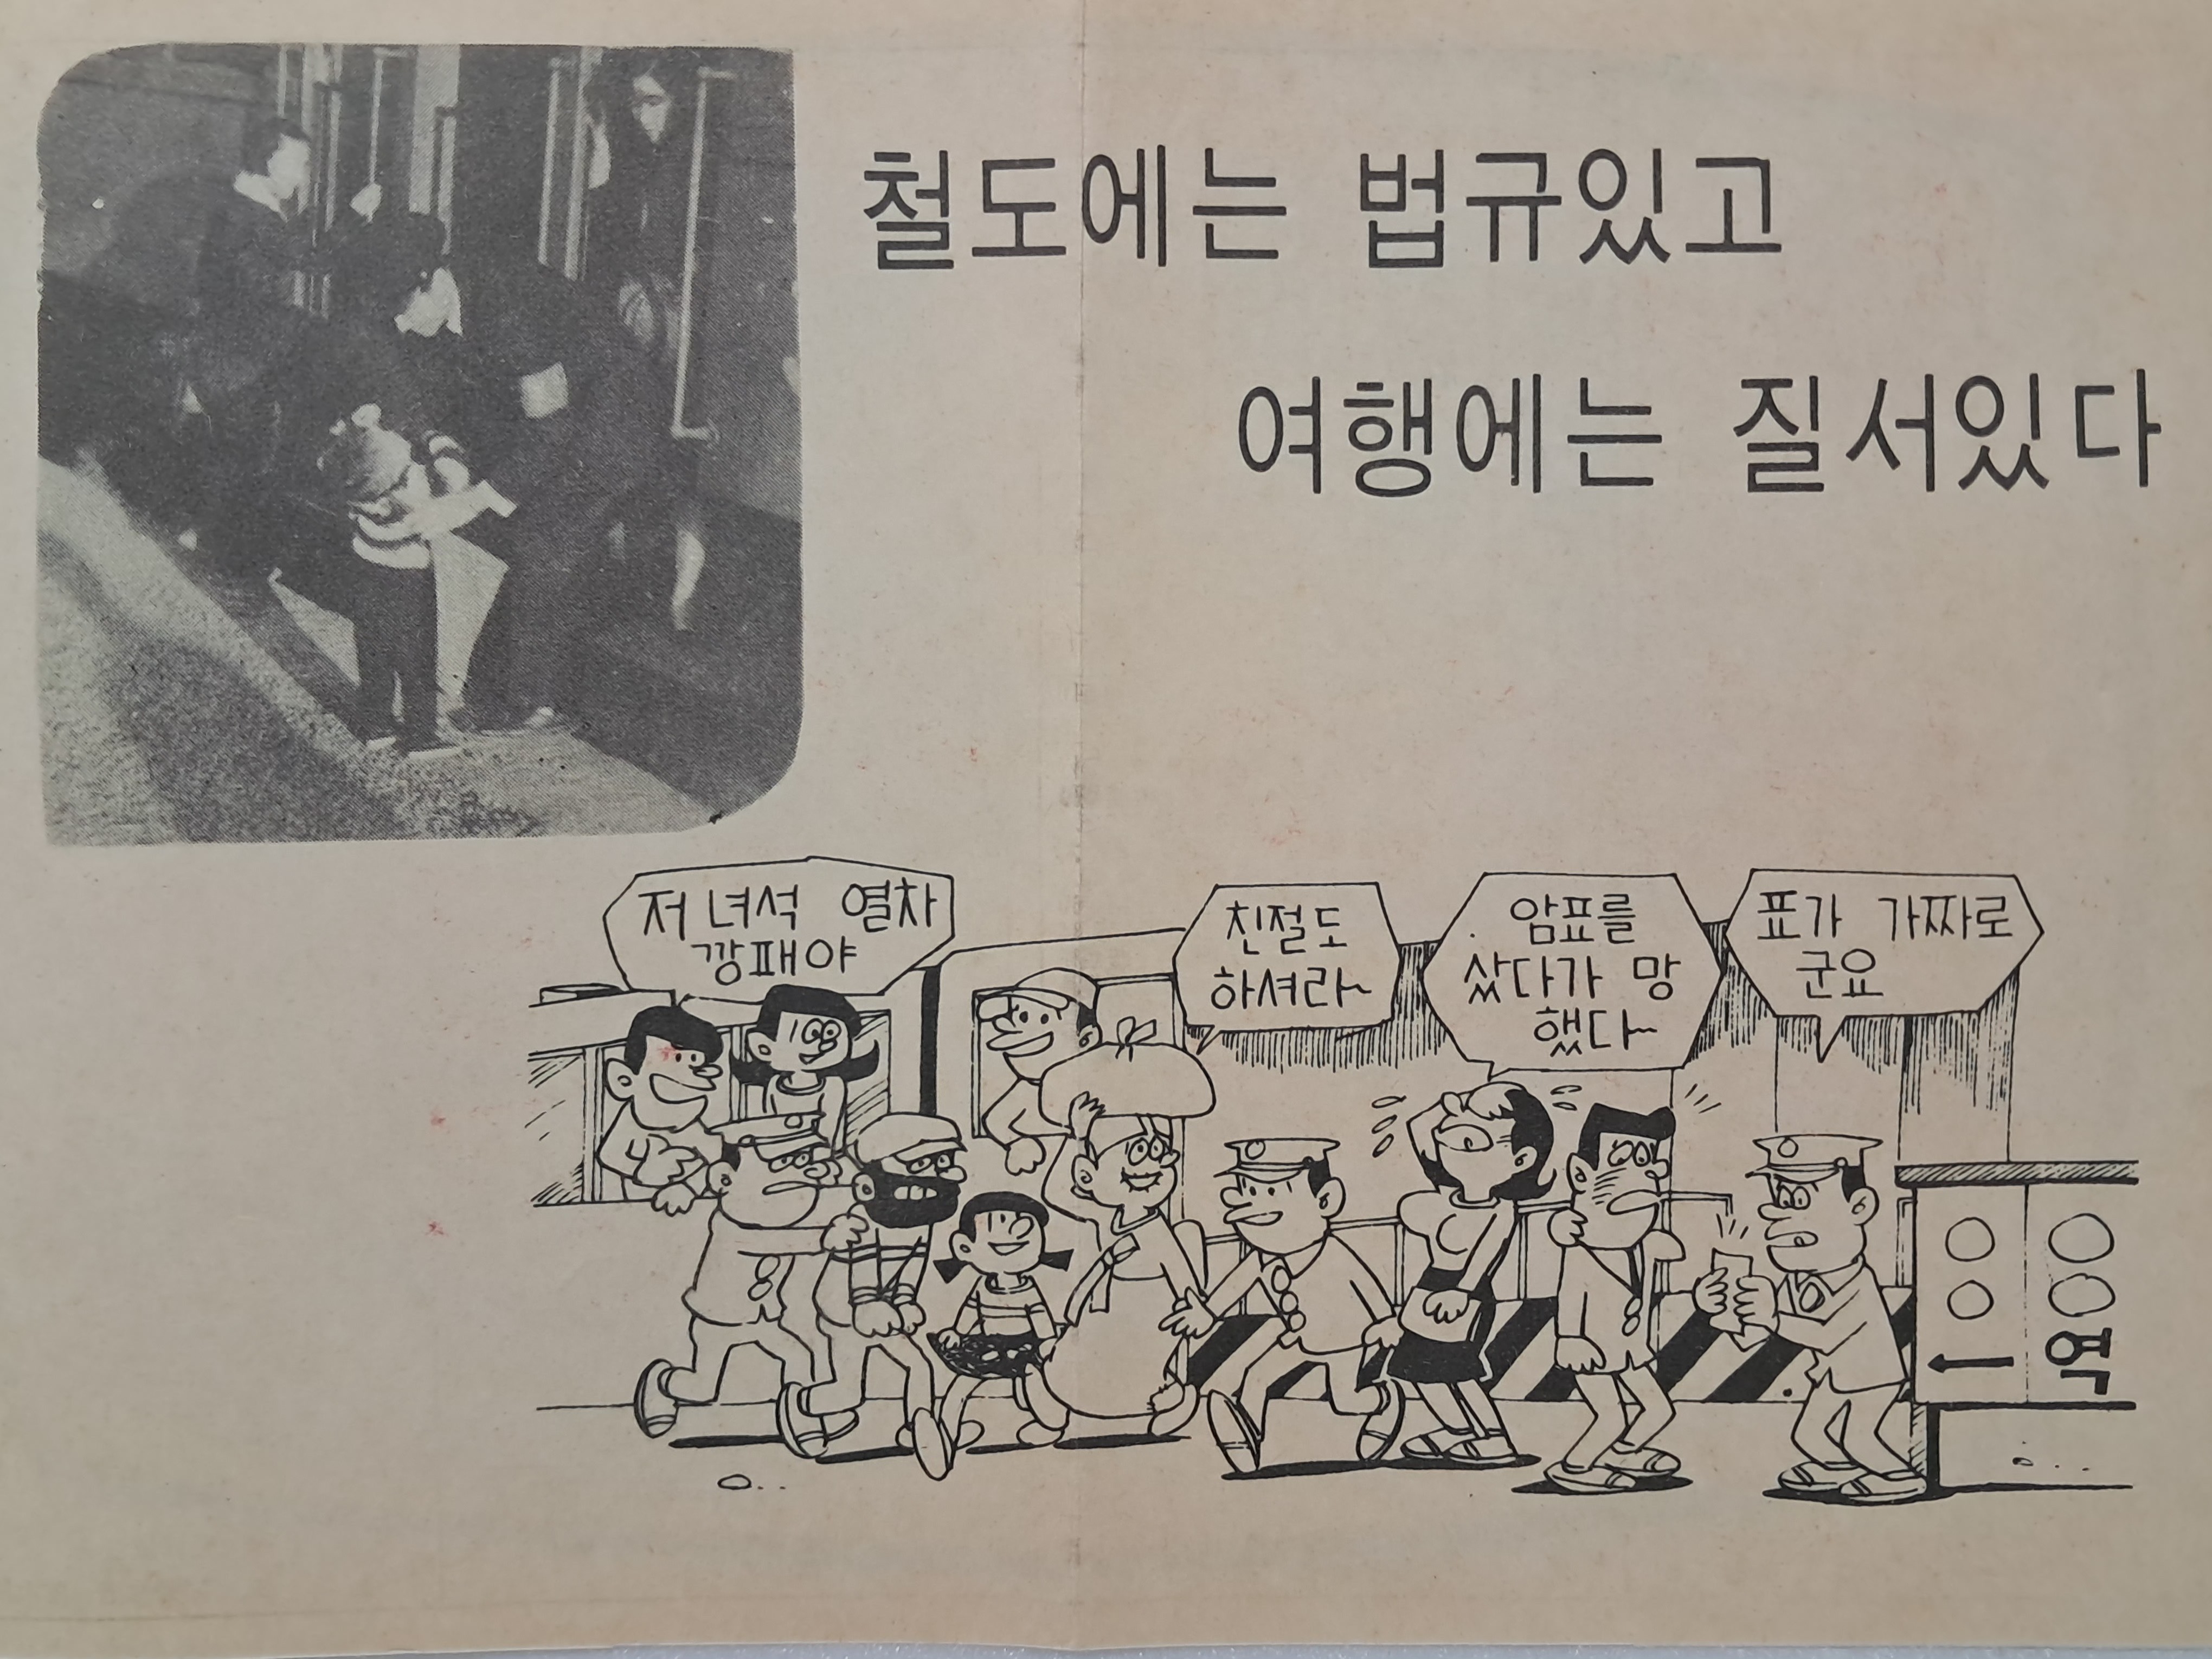 철도에는 법규있고
여행에는 질서있다
저 녀석 열차
깡패야
친절도
하셔라~
암표를
샀다가 망
했다~
표가 가짜로
군요
○○
○○
←
역